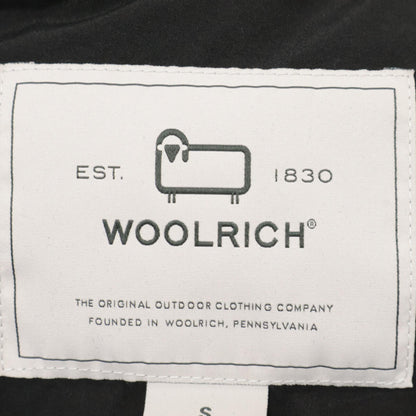 EST. 1830
WOOLRICH®
THE ORIGINAL OUTDOOR CLOTHING COMPANY
FOUNDED IN WOOLRICH, PENNSYLVANIA
S